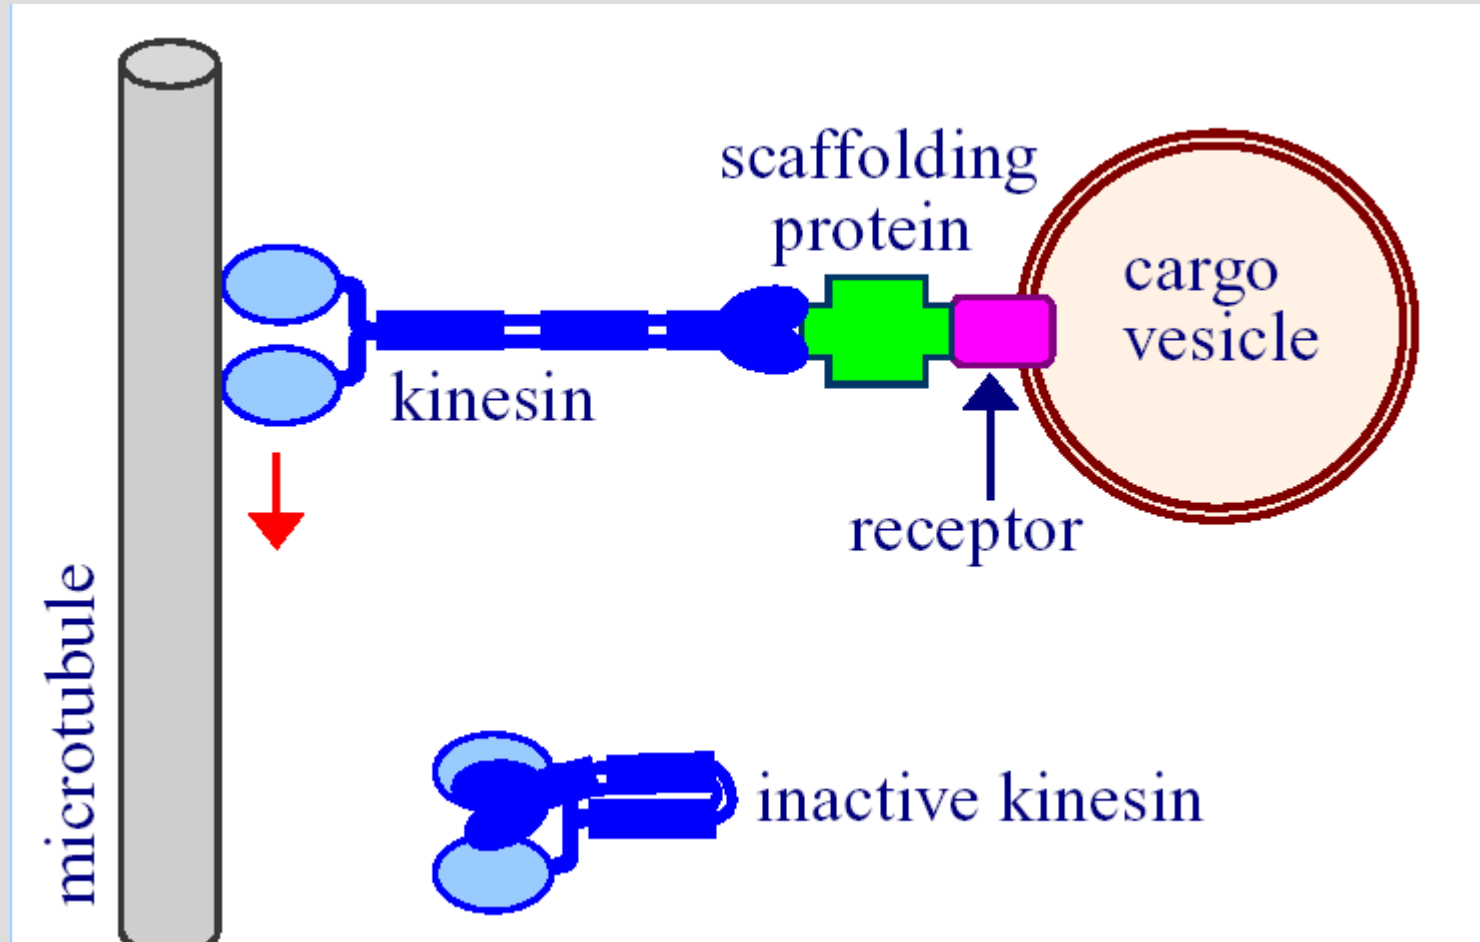 scaffolding
protein
cargo
vesicle
kinesin
receptor
microtubule
inactive kinesin